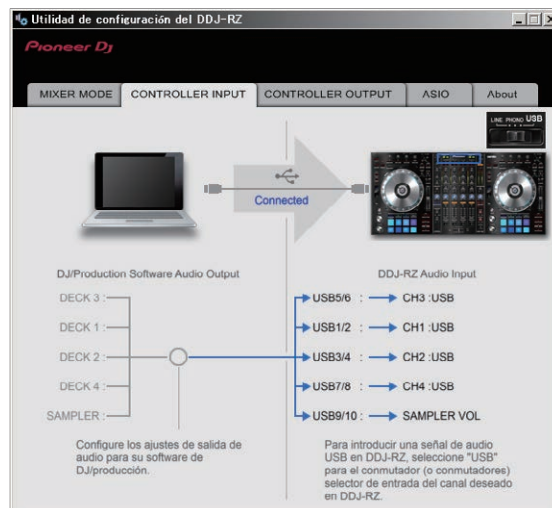 Utilidad de configuración del DDJ-RZ
Pioneer Dj
MIXER MODE CONTROLLER INPUT CONTROLLER OUTPUT ASIO About
LINE PHONO USB
Connected
DJ/Production Software Audio Output DDJ-RZ Audio Input
DECK 3 : USB5/6 : CH3 :USB
DECK 1 : USB1/2 : CH1 :USB
DECK 2 : USB3/4 : CH2 :USB
DECK 4 : USB7/8 : CH4 :USB
SAMPLER : USB9/10 : SAMPLER VOL
Configure los ajustes de salida de
audio para su software de
DJ/producción.
Para introducir una señal de audio
USB en DDJ-RZ, seleccione "USB"
para el conmutador (o conmutadores)
selector de entrada del canal deseado
en DDJ-RZ.